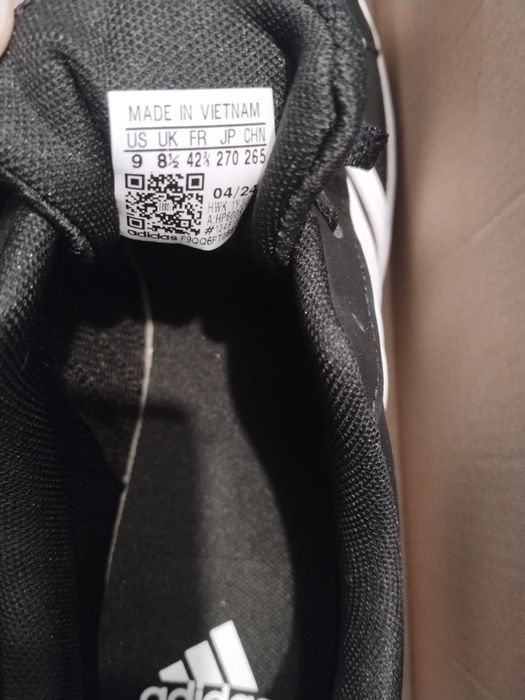 MADE IN VIETNAM
US UK FR JP CHN
9 8½ 42⅔ 270 265
04/24
HWK
#
adidas
adidas